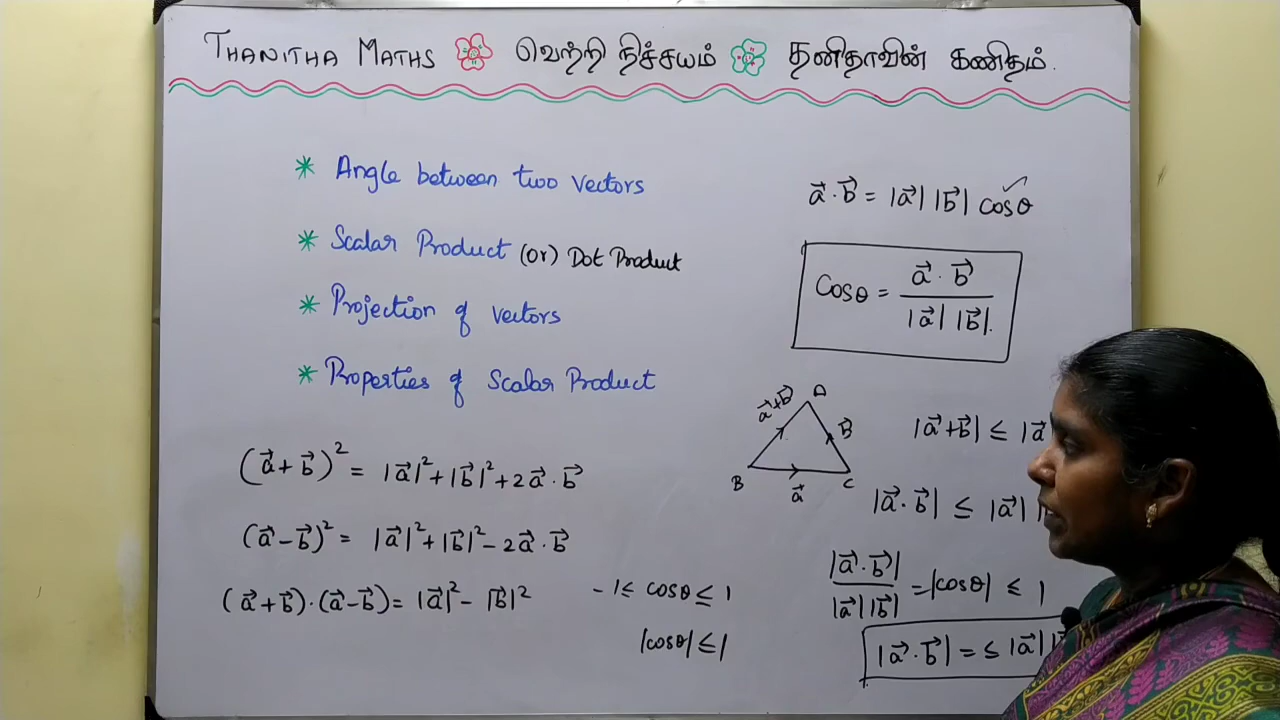 THANITHA MATHS வெற்றி நிச்சயம் தனிதாவின் கணிதம்.
* Angle between two vectors
* Scalar Product (or) Dot Product
* Projection of vectors
* Properties of Scalar Product
(a⃗+b⃗)² = |a⃗|²+|b⃗|²+2a⃗·b⃗
(a⃗-b⃗)² = |a⃗|²+|b⃗|²-2a⃗·b⃗
(a⃗+b⃗)·(a⃗-b⃗) = |a⃗|²-|b⃗|²
-1 ≤ cosθ ≤ 1
|cosθ| ≤ 1
a⃗·b⃗ = |a⃗| |b⃗| cosθ ✓
Cosθ = a⃗·b⃗ / |a⃗| |b⃗|.
a⃗+b⃗ A
b⃗
B a⃗ C
|a⃗+b⃗| ≤ |a⃗
|a⃗·b⃗| ≤ |a⃗|
|a⃗·b⃗| / |a⃗| |b⃗| = |cosθ| ≤ 1
|a⃗·b⃗| = ≤ |a⃗|